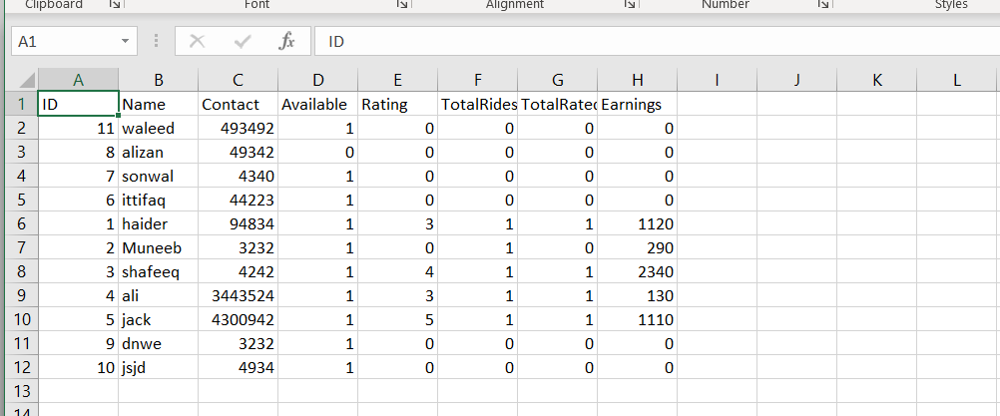 Clipboard Font Alignment Number Styles
A1 fx ID
A B C D E F G H I J K L
1 ID Name Contact Available Rating TotalRides TotalRated Earnings
2 11 waleed 493492 1 0 0 0 0
3 8 alizan 49342 0 0 0 0 0
4 7 sonwal 4340 1 0 0 0 0
5 6 ittifaq 44223 1 0 0 0 0
6 1 haider 94834 1 3 1 1 1120
7 2 Muneeb 3232 1 0 1 0 290
8 3 shafeeq 4242 1 4 1 1 2340
9 4 ali 3443524 1 3 1 1 130
10 5 jack 4300942 1 5 1 1 1110
11 9 dnwe 3232 1 0 0 0 0
12 10 jsjd 4934 1 0 0 0 0
13
14